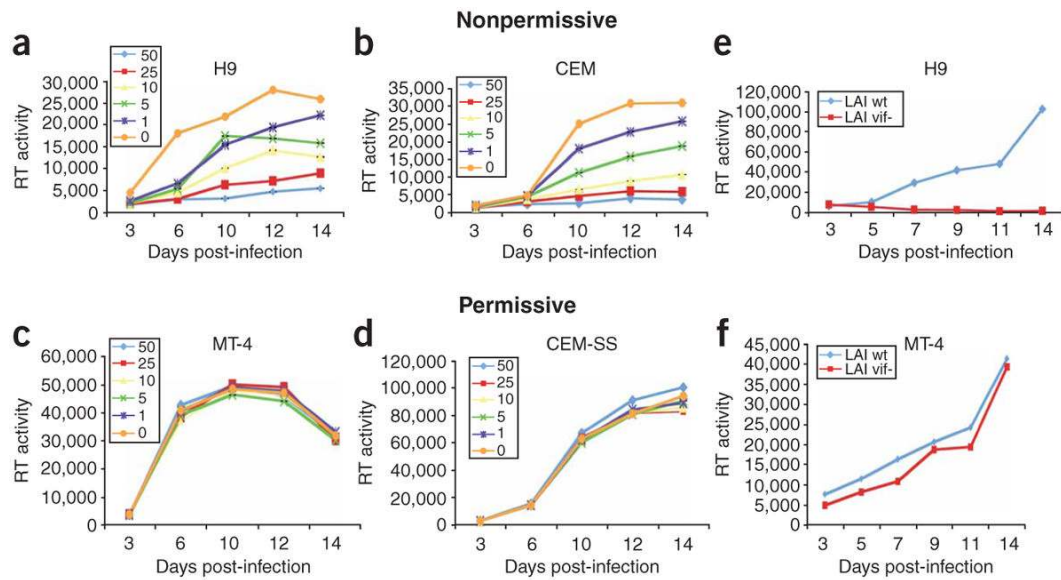 Nonpermissive
a
H9
50
25
10
5
1
0
30,000
25,000
20,000
15,000
10,000
5,000
0
RT activity
3 6 10 12 14
Days post-infection
b
CEM
50
25
10
5
1
0
35,000
30,000
25,000
20,000
15,000
10,000
5,000
0
RT activity
3 6 10 12 14
Days post-infection
e
H9
LAI wt
LAI vif-
120,000
100,000
80,000
60,000
40,000
20,000
0
RT activity
3 5 7 9 11 14
Days post-infection
Permissive
c
MT-4
50
25
10
5
1
0
60,000
50,000
40,000
30,000
20,000
10,000
0
RT activity
3 6 10 12 14
Days post-infection
d
CEM-SS
50
25
10
5
1
0
120,000
100,000
80,000
60,000
40,000
20,000
0
RT activity
3 6 10 12 14
Days post-infection
f
MT-4
LAI wt
LAI vif-
45,000
40,000
35,000
30,000
25,000
20,000
15,000
10,000
5,000
0
RT activity
3 5 7 9 11 14
Days post-infection